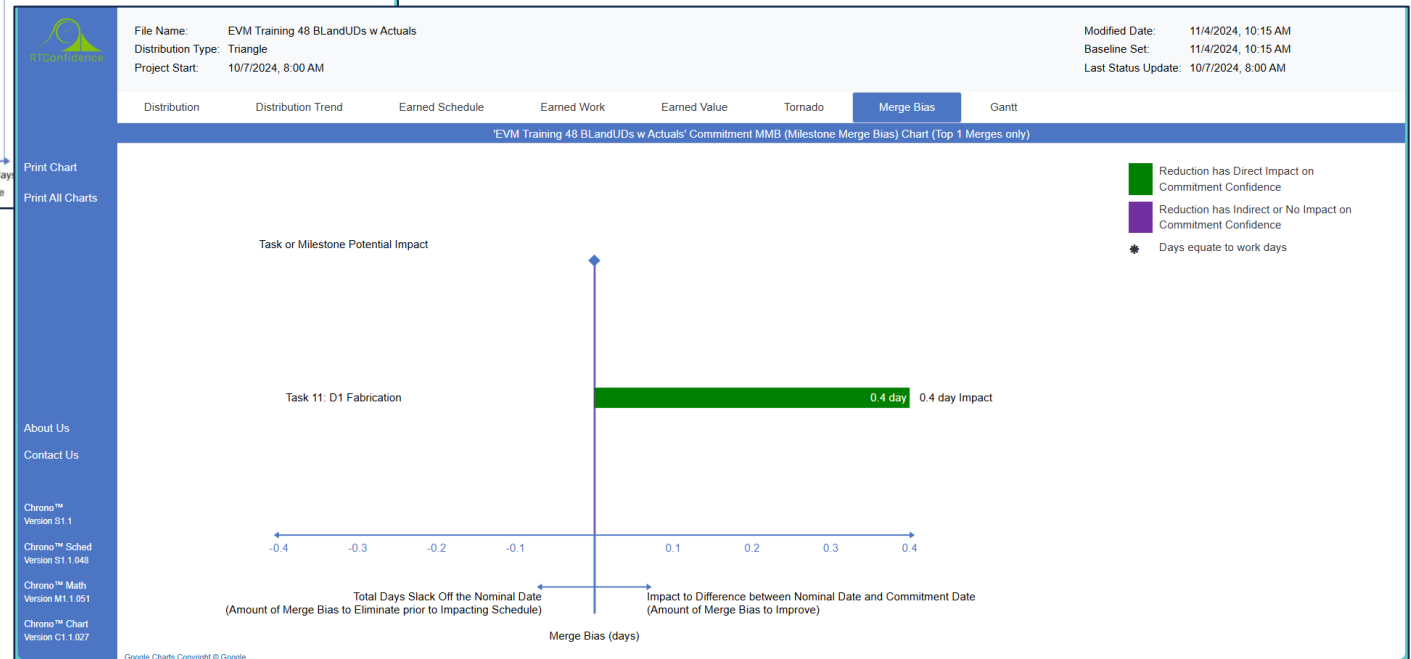 RTConfidence
File Name: EVM Training 48 BLandUDs w Actuals
Distribution Type: Triangle
Project Start: 10/7/2024, 8:00 AM
Modified Date: 11/4/2024, 10:15 AM
Baseline Set: 11/4/2024, 10:15 AM
Last Status Update: 10/7/2024, 8:00 AM
Distribution Distribution Trend Earned Schedule Earned Work Earned Value Tornado Merge Bias Gantt
'EVM Training 48 BLandUDs w Actuals' Commitment MMB (Milestone Merge Bias) Chart (Top 1 Merges only)
Print Chart
Print All Charts
About Us
Contact Us
Chrono™
Version S1.1
Chrono™ Sched
Version S1.1.048
Chrono™ Math
Version M1.1.051
Chrono™ Chart
Version C1.1.027
Reduction has Direct Impact on
Commitment Confidence
Reduction has Indirect or No Impact on
Commitment Confidence
Days equate to work days
Task or Milestone Potential Impact
Task 11: D1 Fabrication 0.4 day 0.4 day Impact
-0.4 -0.3 -0.2 -0.1 0.1 0.2 0.3 0.4
Total Days Slack Off the Nominal Date
(Amount of Merge Bias to Eliminate prior to Impacting Schedule)
Impact to Difference between Nominal Date and Commitment Date
(Amount of Merge Bias to Improve)
Merge Bias (days)
Google Charts Copyright © Google